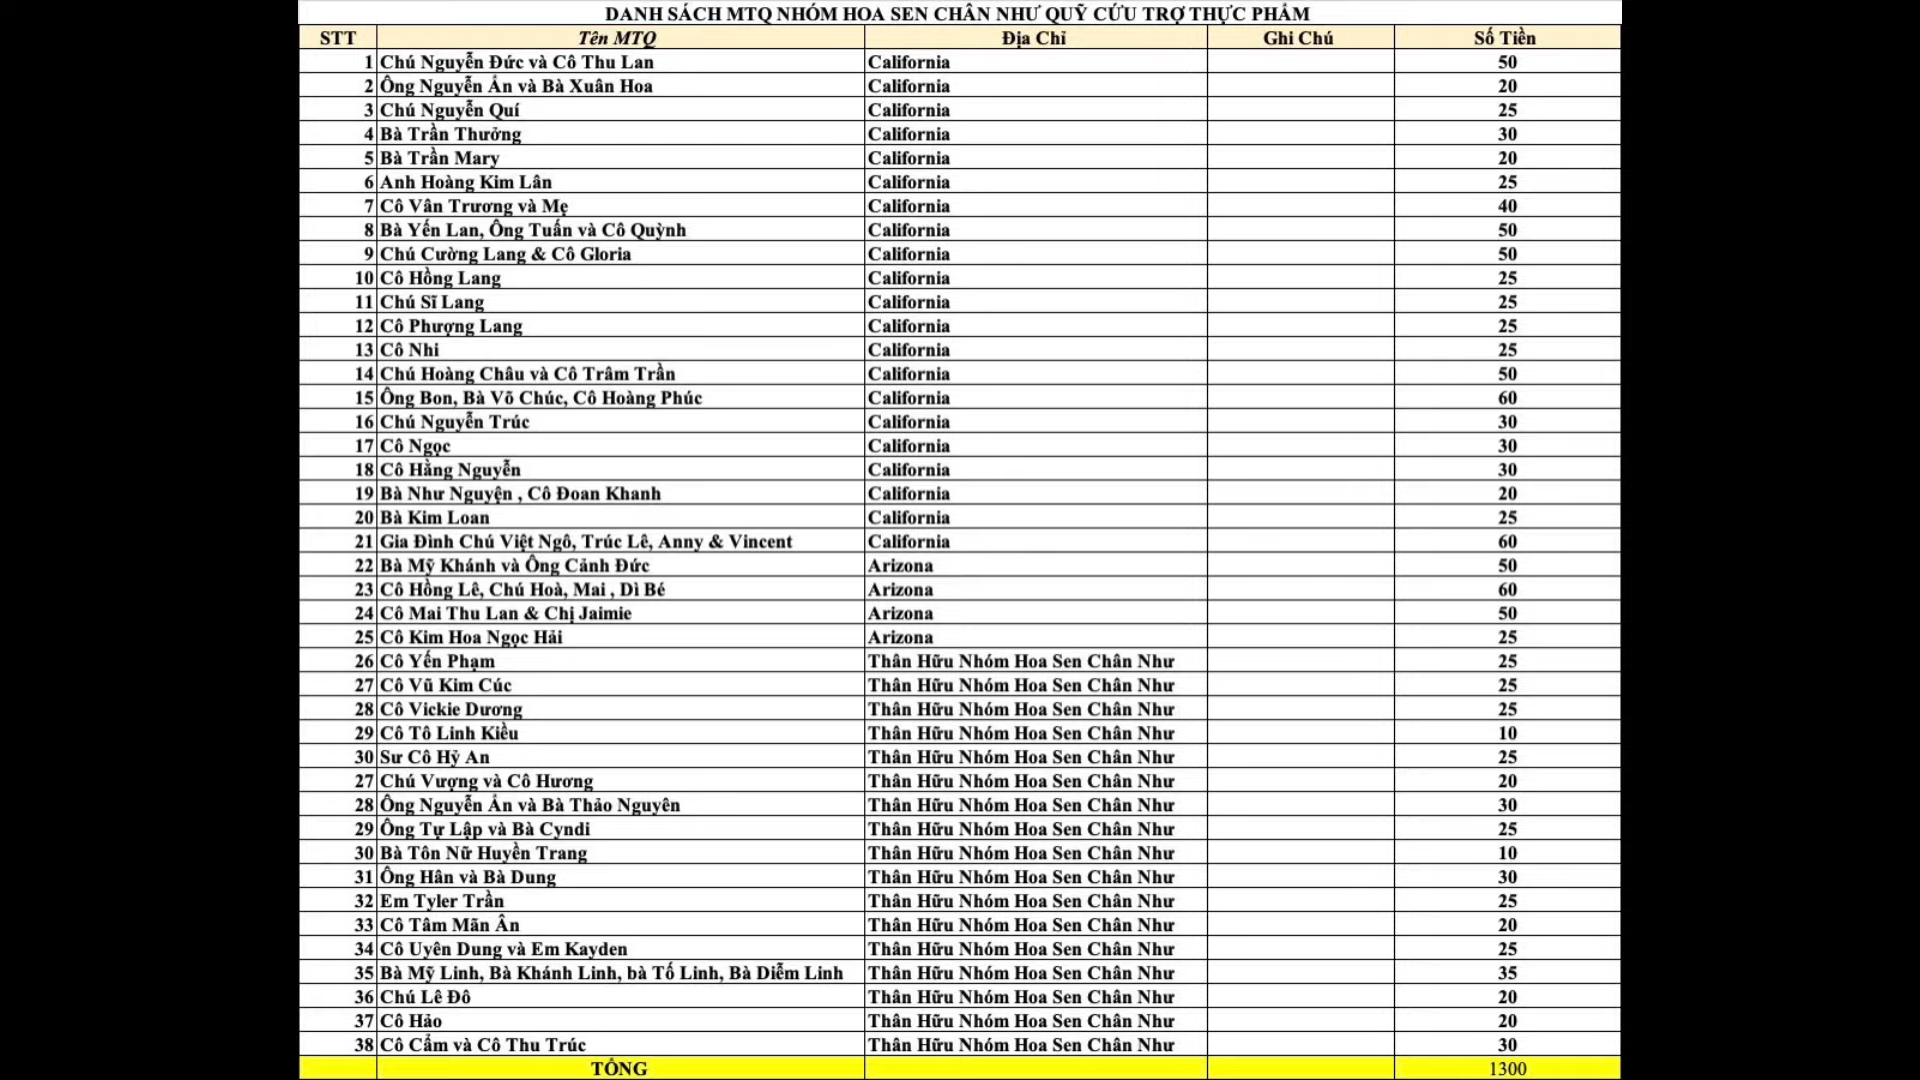 DANH SÁCH MTQ NHÓM HOA SEN CHÂN NHƯ QUỸ CỨU TRỢ THỰC PHẨM
STT Tên MTQ Địa Chỉ Ghi Chú Số Tiền
1 Chú Nguyễn Đức và Cô Thu Lan California 50
2 Ông Nguyễn Ẩn và Bà Xuân Hoa California 20
3 Chú Nguyễn Quí California 25
4 Bà Trần Thưởng California 30
5 Bà Trần Mary California 20
6 Anh Hoàng Kim Lân California 25
7 Cô Vân Trương và Mẹ California 40
8 Bà Yến Lan, Ông Tuấn và Cô Quỳnh California 50
9 Chú Cường Lang & Cô Gloria California 50
10 Cô Hồng Lang California 25
11 Chú Sĩ Lang California 25
12 Cô Phượng Lang California 25
13 Cô Nhi California 25
14 Chú Hoàng Châu và Cô Trâm Trần California 50
15 Ông Bon, Bà Võ Chúc, Cô Hoàng Phúc California 60
16 Chú Nguyễn Trúc California 30
17 Cô Ngọc California 30
18 Cô Hằng Nguyễn California 30
19 Bà Như Nguyện , Cô Đoan Khanh California 20
20 Bà Kim Loan California 25
21 Gia Đình Chú Việt Ngô, Trúc Lê, Anny & Vincent California 60
22 Bà Mỹ Khánh và Ông Cảnh Đức Arizona 50
23 Cô Hồng Lê, Chú Hoà, Mai , Dì Bé Arizona 60
24 Cô Mai Thu Lan & Chị Jaimie Arizona 50
25 Cô Kim Hoa Ngọc Hải Arizona 25
26 Cô Yến Phạm Thân Hữu Nhóm Hoa Sen Chân Như 25
27 Cô Vũ Kim Cúc Thân Hữu Nhóm Hoa Sen Chân Như 25
28 Cô Vickie Dương Thân Hữu Nhóm Hoa Sen Chân Như 25
29 Cô Tô Linh Kiều Thân Hữu Nhóm Hoa Sen Chân Như 10
30 Sư Cô Hỷ An Thân Hữu Nhóm Hoa Sen Chân Như 25
27 Chú Vượng và Cô Hương Thân Hữu Nhóm Hoa Sen Chân Như 20
28 Ông Nguyễn Ẩn và Bà Thảo Nguyên Thân Hữu Nhóm Hoa Sen Chân Như 30
29 Ông Tự Lập và Bà Cyndi Thân Hữu Nhóm Hoa Sen Chân Như 25
30 Bà Tôn Nữ Huyền Trang Thân Hữu Nhóm Hoa Sen Chân Như 10
31 Ông Hân và Bà Dung Thân Hữu Nhóm Hoa Sen Chân Như 30
32 Em Tyler Trần Thân Hữu Nhóm Hoa Sen Chân Như 25
33 Cô Tâm Mãn Ân Thân Hữu Nhóm Hoa Sen Chân Như 20
34 Cô Uyên Dung và Em Kayden Thân Hữu Nhóm Hoa Sen Chân Như 25
35 Bà Mỹ Linh, Bà Khánh Linh, bà Tố Linh, Bà Diễm Linh Thân Hữu Nhóm Hoa Sen Chân Như 35
36 Chú Lê Đô Thân Hữu Nhóm Hoa Sen Chân Như 20
37 Cô Hảo Thân Hữu Nhóm Hoa Sen Chân Như 20
38 Cô Cẩm và Cô Thu Trúc Thân Hữu Nhóm Hoa Sen Chân Như 30
TỔNG 1300